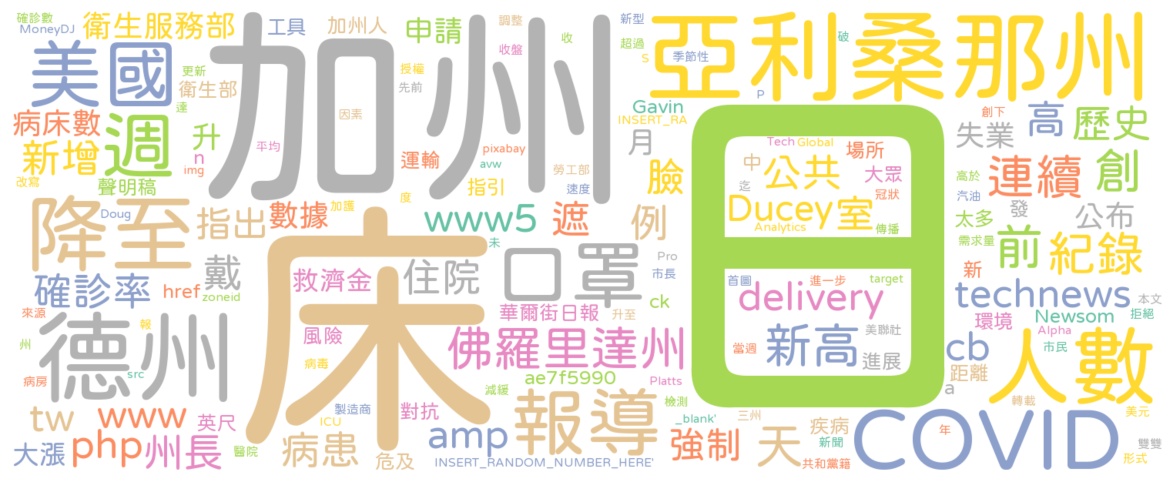 加州
亞利桑那州
床
日
COVID
德州
人數
降至
美國
報導
口罩
佛羅里達州
週
衛生服務部
工具
加州人
申請
調整
收
新型
超過
S
季節性
破
P
確診數
MoneyDJ
更新
衛生部
達
收盤
授權
先前
因素
病床數
新增
升
n
img
平均
運輸
pixabay
avw
勞工部
速度
Gavin
INSERT_RA
月
臉
Tech
Global
場所
中
公共
大眾
迄
冠狀
Ducey
室
Analytics
傳播
失業
創下
高
歷史
連續
創
高於
汽油
太多
發
公布
需求量
前
紀錄
新
改寫
聲明稿
指引
度
加護
Doug
指出
數據
www5
未
遮
例
Pro
市長
確診率
href
zoneid
戴
救濟金
住院
ck
華爾街日報
升至
風險
來源
報
州
病房
src
病毒
首圖
進一步
target
delivery
當週
新高
美聯社
進展
technews
本文
Newsom
拒絕
環境
Alpha
市民
cb
距離
a
轉載
美元
ae7f5990
Platts
減緩
檢測
tw
www
英尺
製造商
對抗
ICU
php
州長
大漲
醫院
病患
危及
amp
INSERT_RANDOM_NUMBER_HERE'
_blank'
強制
三州
天
疾病
新聞
共和黨籍
年
雙雙
形式